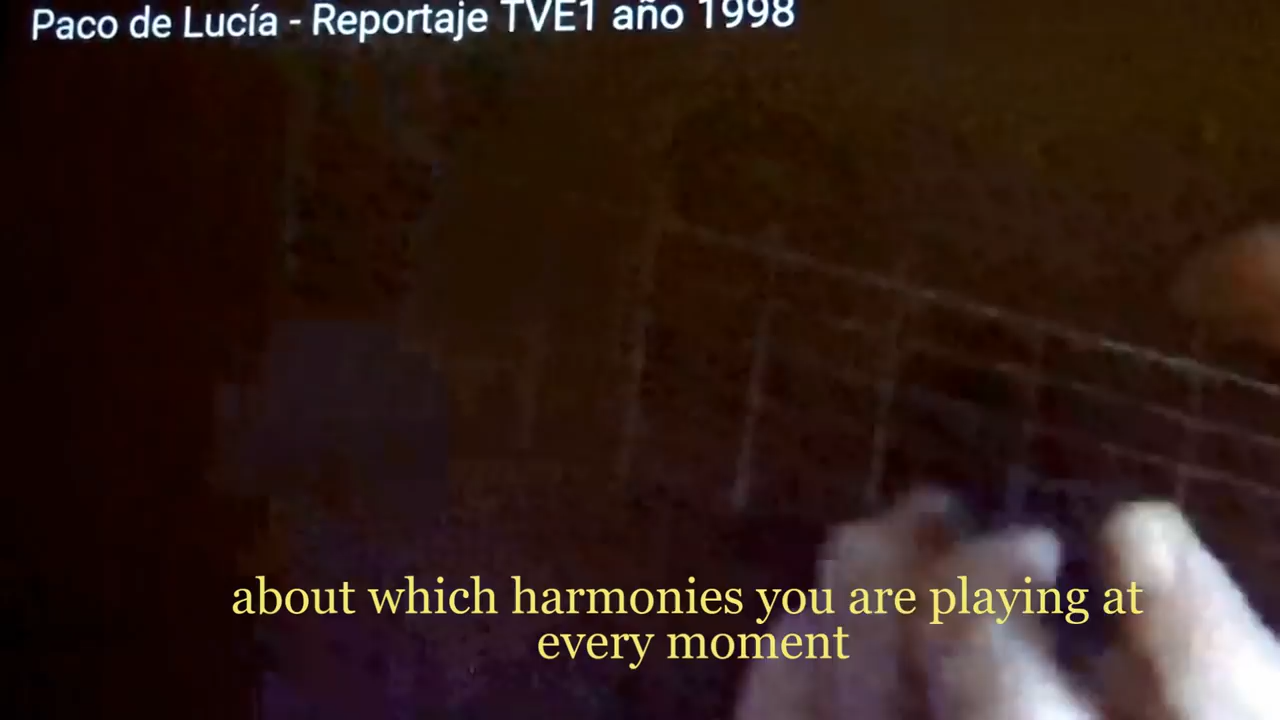 Paco de Lucía - Reportaje TVE1 año 1998
about which harmonies you are playing at
every moment